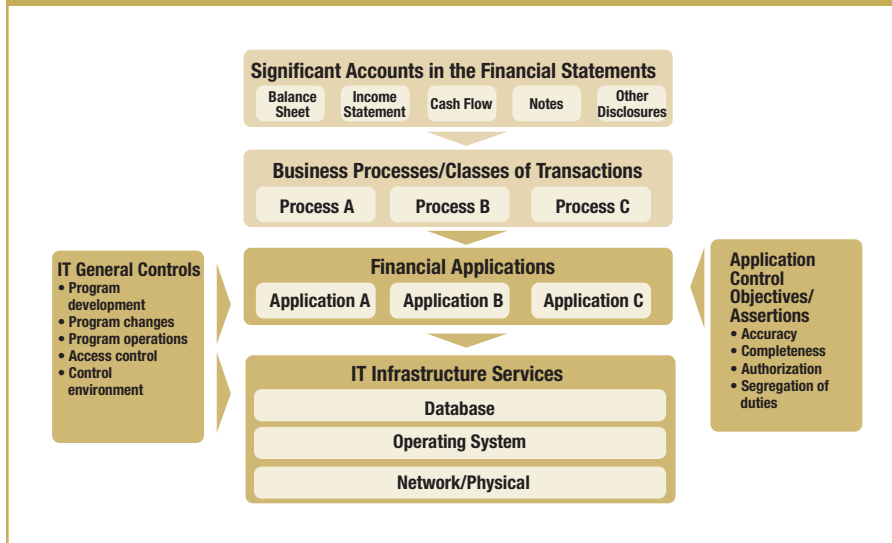 Significant Accounts in the Financial Statements
Balance
Sheet
Income
Statement
Cash Flow
Notes
Other
Disclosures
Business Processes/Classes of Transactions
Process A
Process B
Process C
IT General Controls
• Program
development
• Program changes
• Program operations
• Access control
• Control
environment
Financial Applications
Application A
Application B
Application C
Application
Control
Objectives/
Assertions
• Accuracy
• Completeness
• Authorization
• Segregation of
duties
IT Infrastructure Services
Database
Operating System
Network/Physical